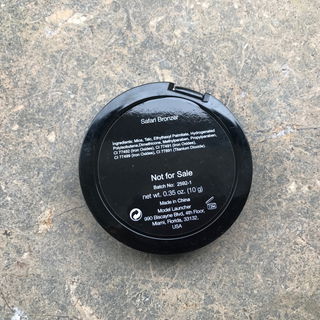 Safari Bronzer
Ingredients: Mica, Talc, Ethylhexyl Palmitate, Hydrogenated
Polyisobutene, Dimethicone, Methylparaben, Propylparaben,
CI 77492 (Iron Oxides), CI 77491 (Iron Oxides),
CI 77499 (Iron Oxides), CI 77891 (Titanium Dioxide).
Not for Sale
Batch No: 2592-1
net wt. 0.35 oz. (10 g)
Made in China
Model Launcher
990 Biscayne Blvd, 4th Floor,
Miami, Florida, 33132,
USA